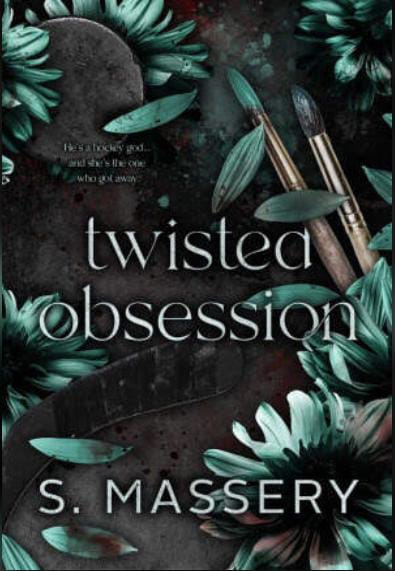 He's a hockey god...
and she's the one
who got away.
twisted
obsession
S. MASSERY